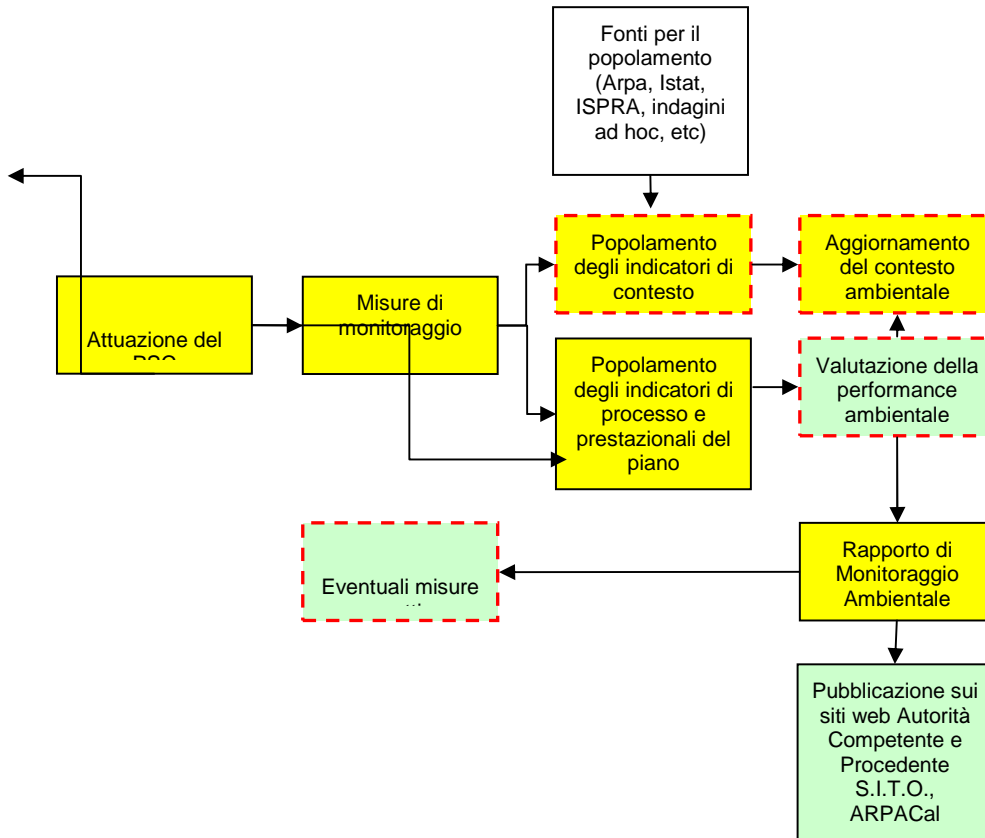 Fonti per il
popolamento
(Arpa, Istat,
ISPRA, indagini
ad hoc, etc)
Popolamento
degli indicatori di
contesto
Aggiornamento
del contesto
ambientale
Attuazione del
Misure di
monitoraggio
Popolamento
degli indicatori di
processo e
prestazionali del
piano
Valutazione della
performance
ambientale
Eventuali misure
Rapporto di
Monitoraggio
Ambientale
Pubblicazione sui
siti web Autorità
Competente e
Procedente
S.I.T.O.,
ARPACal